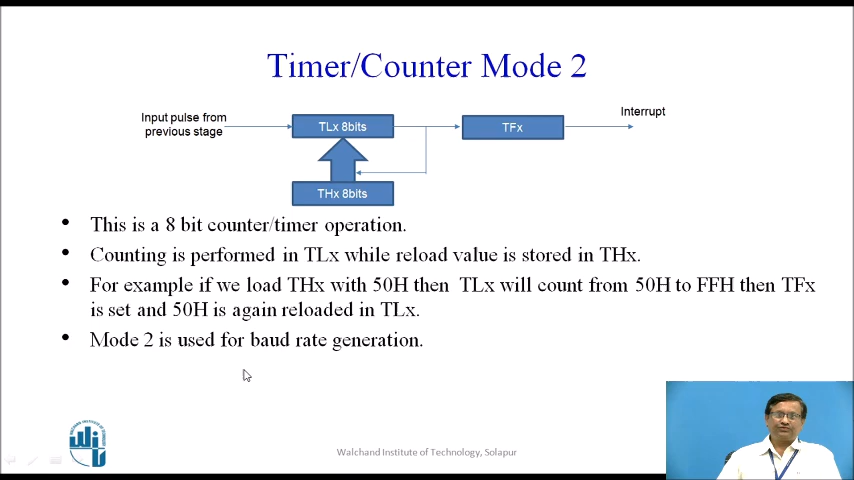 Timer/Counter Mode 2
Input pulse from
previous stage
TLx 8bits
TFx
Interrupt
THx 8bits
• This is a 8 bit counter/timer operation.
• Counting is performed in TLx while reload value is stored in THx.
• For example if we load THx with 50H then TLx will count from 50H to FFH then TFx
is set and 50H is again reloaded in TLx.
• Mode 2 is used for baud rate generation.
Walchand Institute of Technology, Solapur